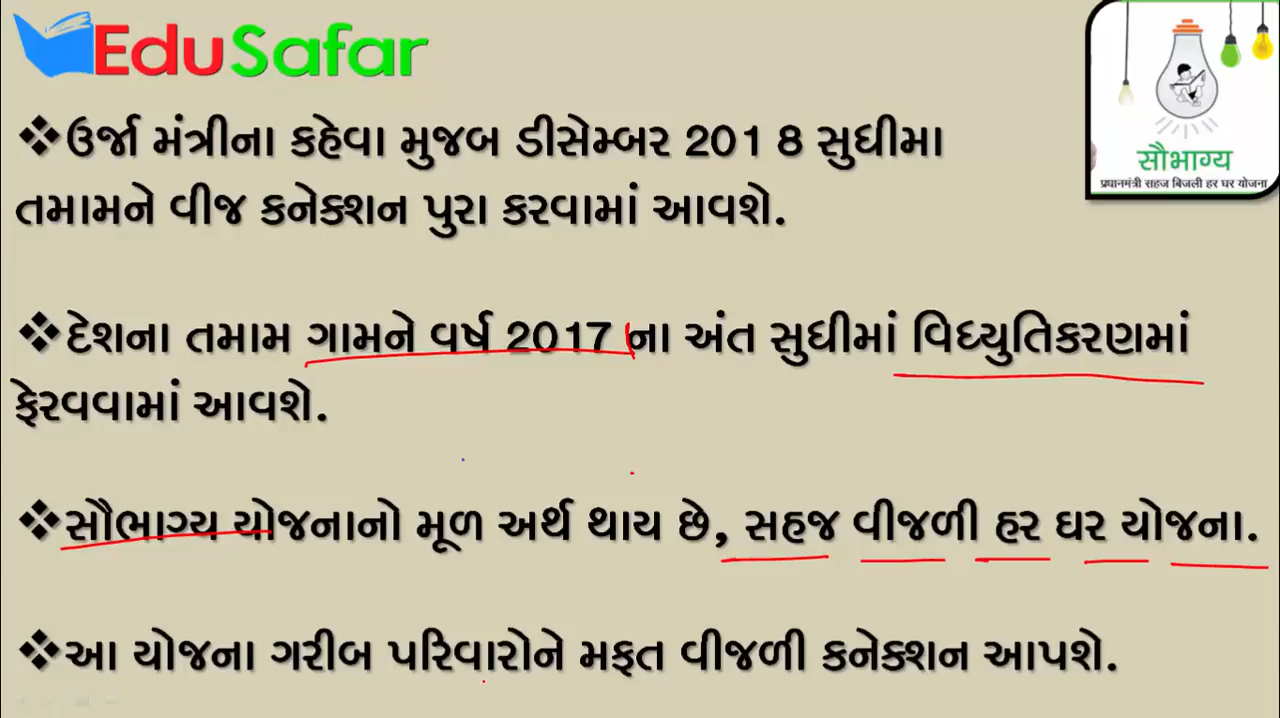 EduSafar
सौभाग्य
प्रधानमंत्री सहज बिजली हर घर योजना
❖ઉર્જા મંત્રીના કહેવા મુજબ ડીસેમ્બર 2018 સુધીમા
તમામને વીજ કનેક્શન પુરા કરવામાં આવશે.
❖દેશના તમામ ગામને વર્ષ 2017 ના અંત સુધીમાં વિધ્યુતિકરણમાં
ફેરવવામાં આવશે.
❖સૌભાગ્ય યોજનાનો મૂળ અર્થ થાય છે, સહજ વીજળી હર ઘર યોજના.
❖આ યોજના ગરીબ પરિવારોને મફત વીજળી કનેક્શન આપશે.